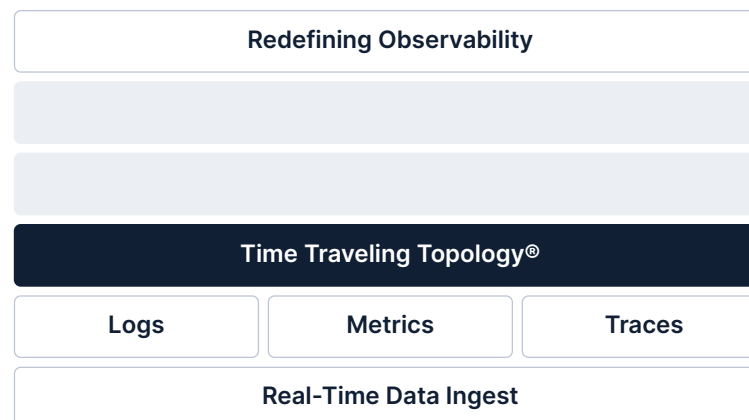 Redefining Observability
Time Traveling Topology®
Logs
Metrics
Traces
Real-Time Data Ingest